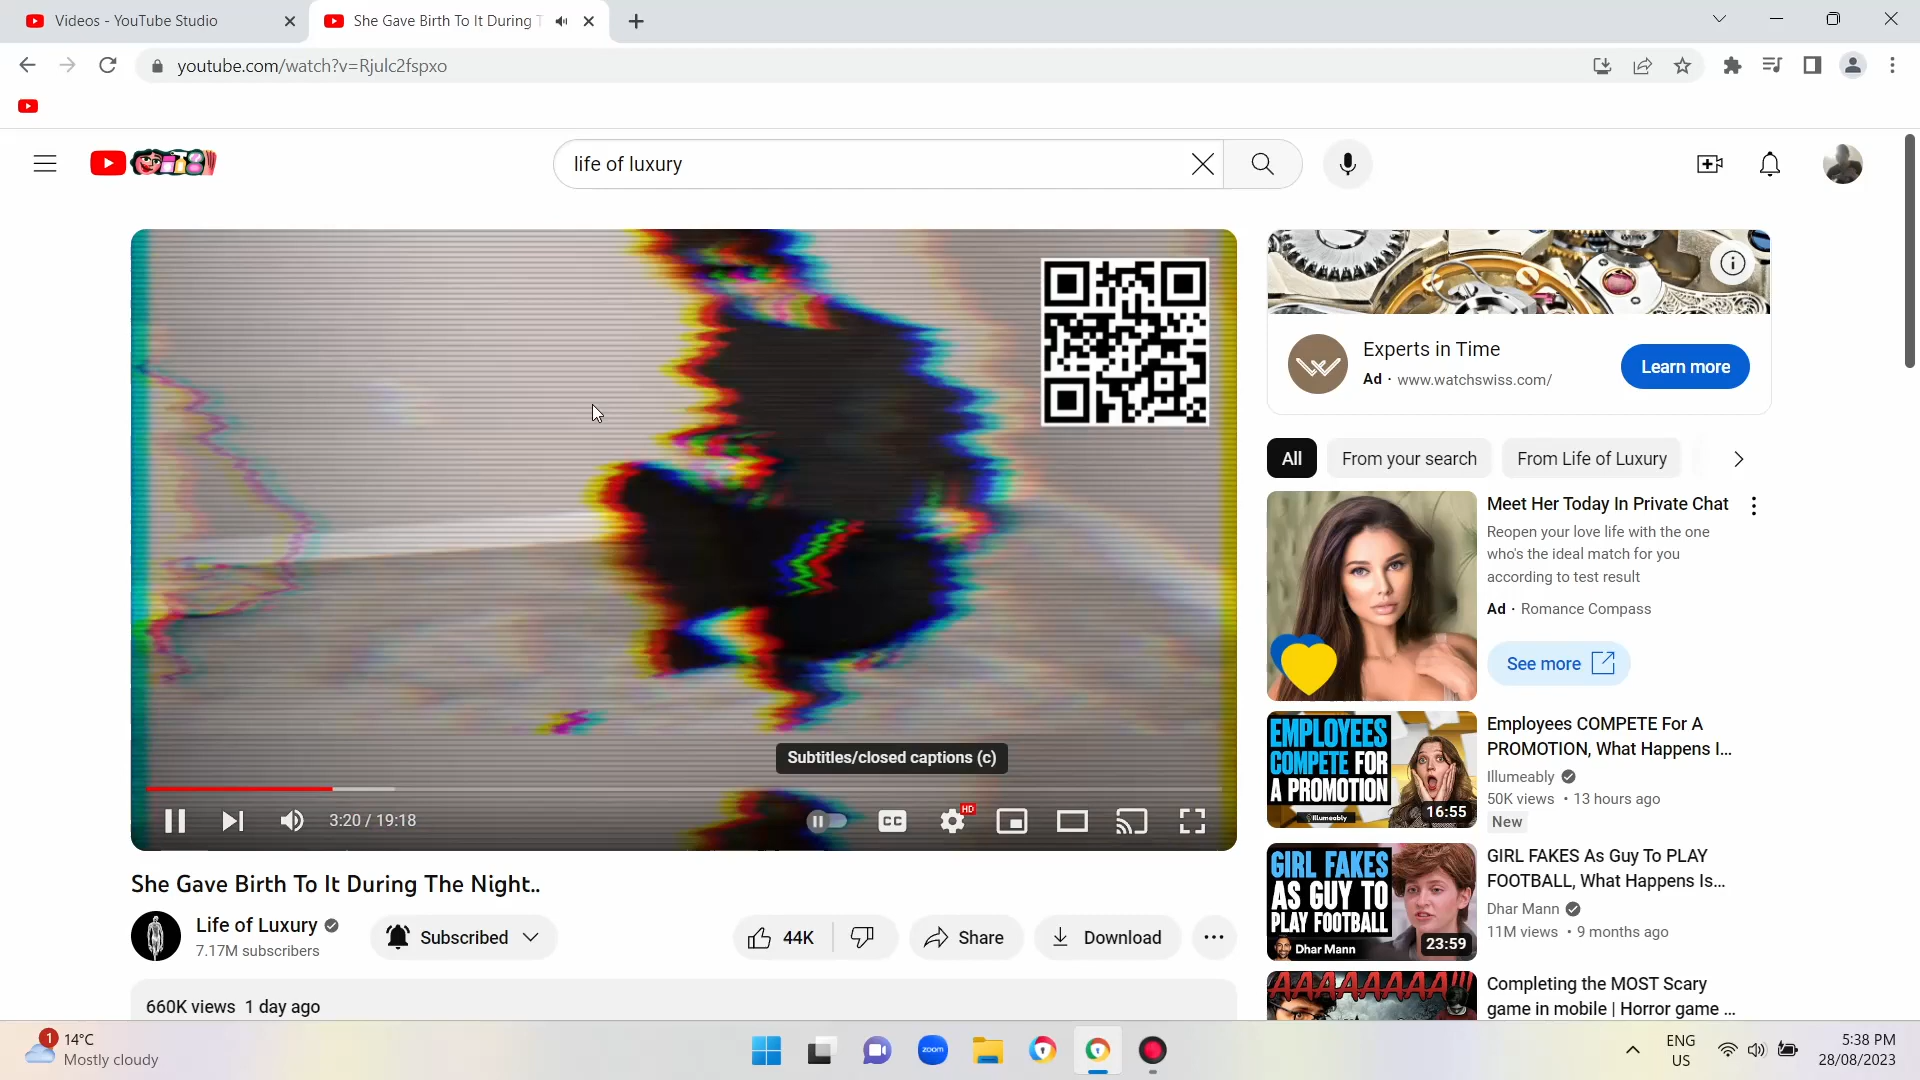 Videos - YouTube Studio
She Gave Birth To It During T
youtube.com/watch?v=Rjulc2fspxo
life of luxury
Experts in Time
Ad · www.watchswiss.com/
Learn more
All
From your search
From Life of Luxury
Meet Her Today In Private Chat
Reopen your love life with the one
who's the ideal match for you
according to test result
Ad · Romance Compass
See more
Subtitles/closed captions (c)
3:20 / 19:18
CC
HD
EMPLOYEES
COMPETE FOR
A PROMOTION
Illumeably
16:55
Employees COMPETE For A
PROMOTION, What Happens I...
Illumeably
50K views • 13 hours ago
New
GIRL FAKES
AS GUY TO
PLAY FOOTBALL
Dhar Mann
23:59
GIRL FAKES As Guy To PLAY
FOOTBALL, What Happens Is...
Dhar Mann
11M views • 9 months ago
AAAAAAAA!!!
Completing the MOST Scary
game in mobile | Horror game ...
She Gave Birth To It During The Night..
Life of Luxury
7.17M subscribers
Subscribed
44K
Share
Download
660K views 1 day ago
1
14°C
Mostly cloudy
zoom
ENG
US
5:38 PM
28/08/2023